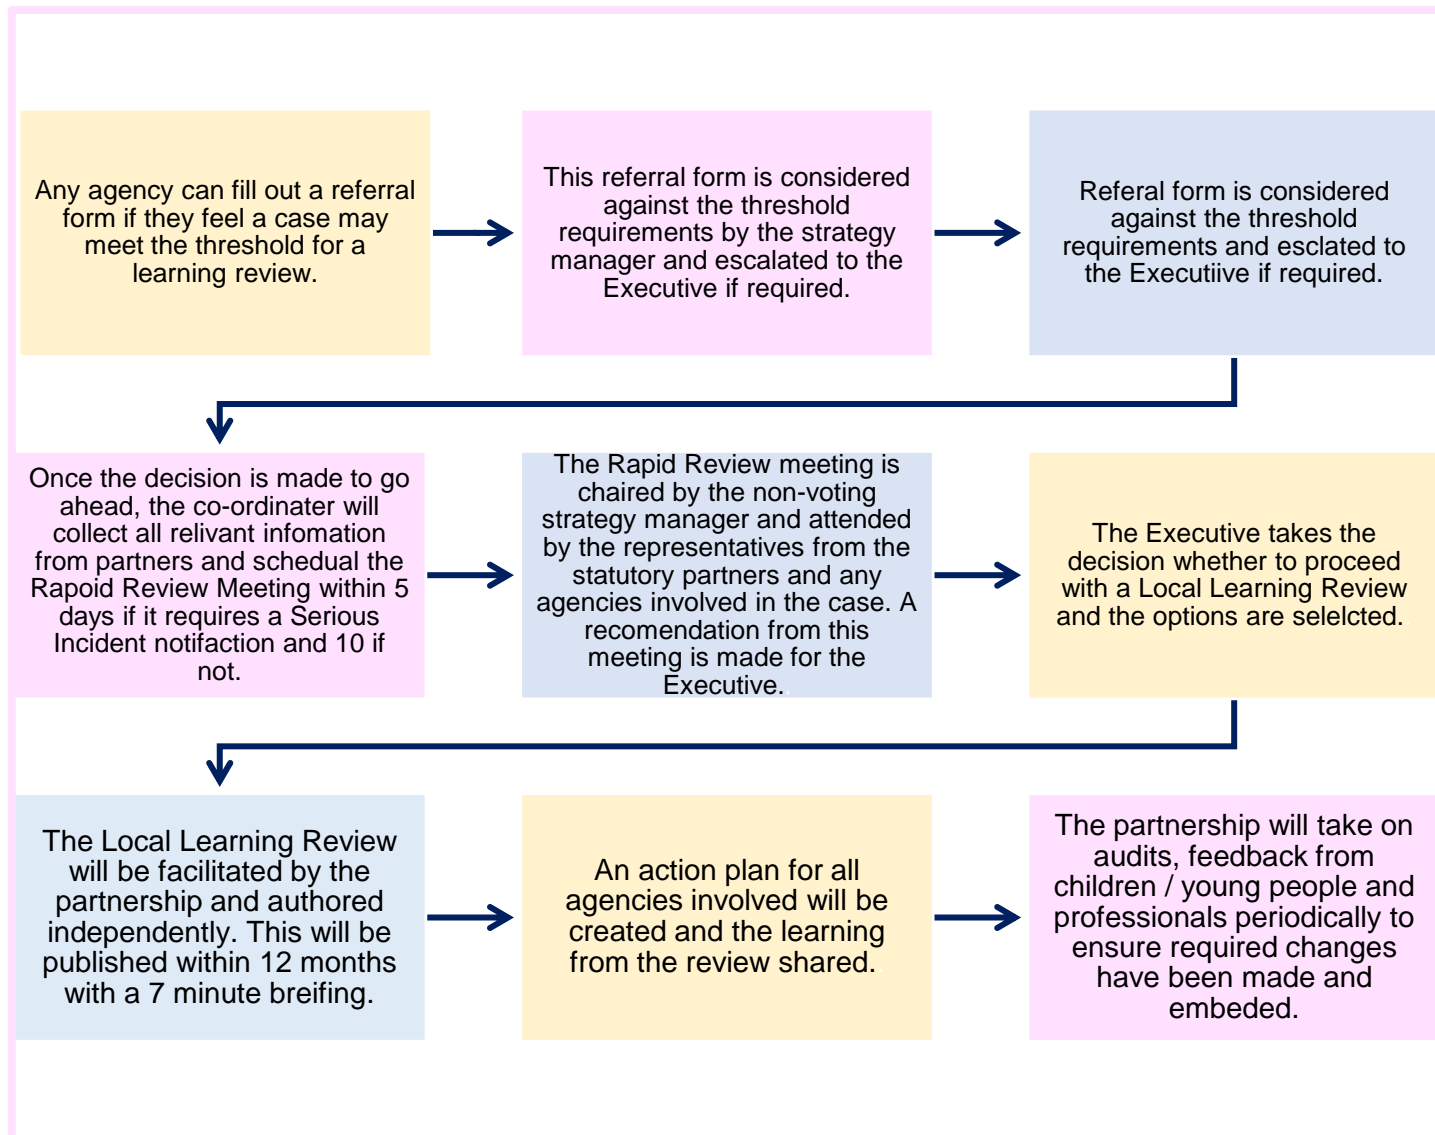 Any agency can fill out a referral
form if they feel a case may
meet the threshold for a
learning review.
This referral form is considered
against the threshold
requirements by the strategy
manager and escalated to the
Executive if required.
Referal form is considered
against the threshold
requirements and esclated to
the Executiive if required.
Once the decision is made to go
ahead, the co-ordinater will
collect all relivant infomation
from partners and schedual the
Rapoid Review Meeting within 5
days if it requires a Serious
Incident notifaction and 10 if
not.
The Rapid Review meeting is
chaired by the non-voting
strategy manager and attended
by the representatives from the
statutory partners and any
agencies involved in the case. A
recomendation from this
meeting is made for the
Executive..
The Executive takes the
decision whether to proceed
with a Local Learning Review
and the options are selelcted.
The Local Learning Review
will be facilitated by the
partnership and authored
independently. This will be
published within 12 months
with a 7 minute breifing.
An action plan for all
agencies involved will be
created and the learning
from the review shared.
The partnership will take on
audits, feedback from
children / young people and
professionals periodically to
ensure required changes
have been made and
embeded.